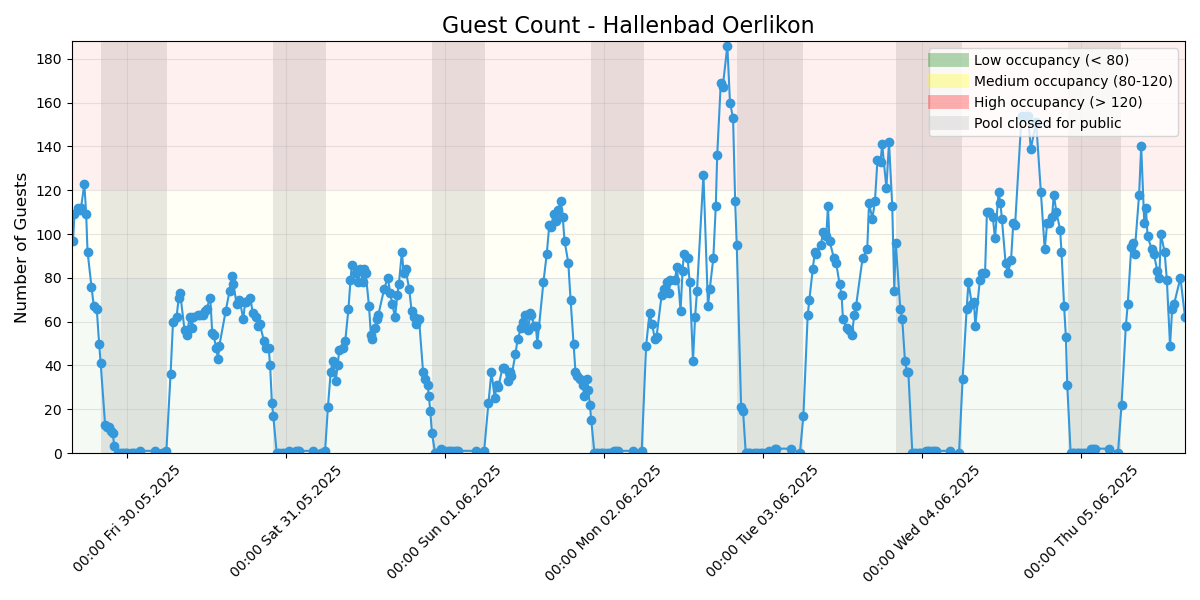 Guest Count - Hallenbad Oerlikon
Number of Guests
180
160
140
120
100
80
60
40
20
0
Low occupancy (< 80)
Medium occupancy (80-120)
High occupancy (> 120)
Pool closed for public
00:00 Fri 30.05.2025
00:00 Sat 31.05.2025
00:00 Sun 01.06.2025
00:00 Mon 02.06.2025
00:00 Tue 03.06.2025
00:00 Wed 04.06.2025
00:00 Thu 05.06.2025